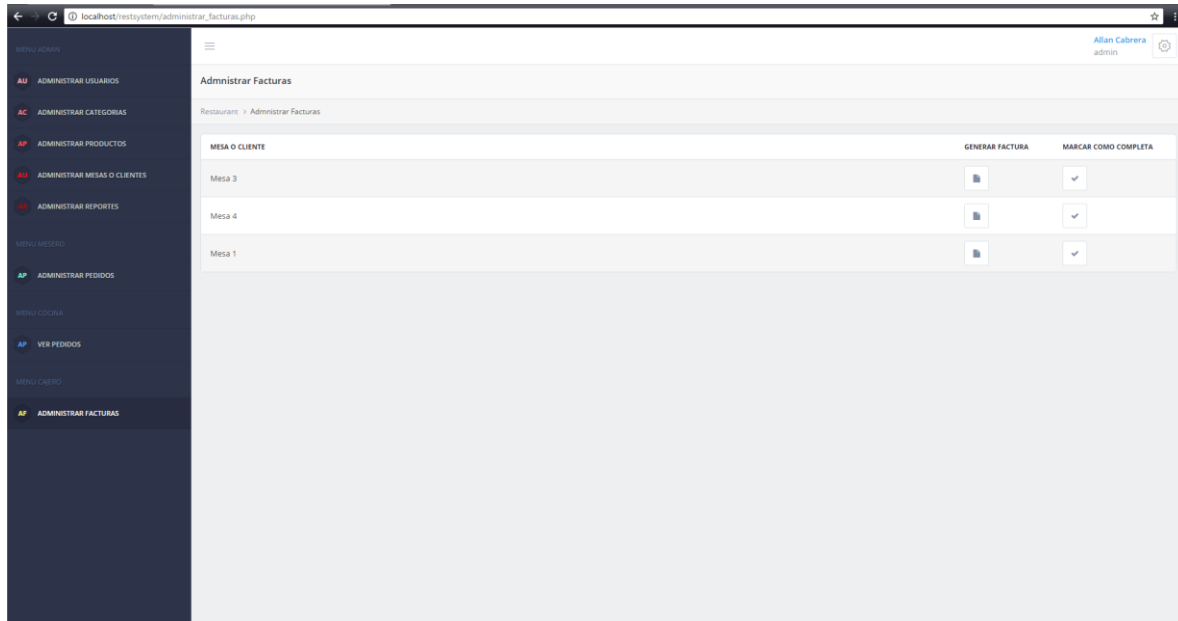 localhost/restsystem/administrar_facturas.php
MENU ADMIN
AU ADMINISTRAR USUARIOS
AC ADMINISTRAR CATEGORIAS
AP ADMINISTRAR PRODUCTOS
AU ADMINISTRAR MESAS O CLIENTES
ADMINISTRAR REPORTES
MENU MESERO
AP ADMINISTRAR PEDIDOS
MENU COCINA
AP VER PEDIDOS
MENU CAJERO
AF ADMINISTRAR FACTURAS
Allan Cabrera
admin
Admnistrar Facturas
Restaurant > Admnistrar Facturas
MESA O CLIENTE GENERAR FACTURA MARCAR COMO COMPLETA
Mesa 3
Mesa 4
Mesa 1